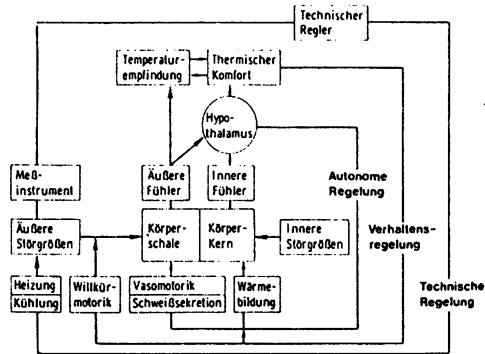 Technischer
Regler
Temperatur-
empfindung
Thermischer
Komfort
Hypo-
thalamus
Meß-
instrument
Äußere
Fühler
Innere
Fühler
Autonome
Regelung
Äußere
Störgrößen
Körper-
schale
Körper-
Kern
Innere
Störgrößen
Verhaltens-
regelung
Heizung
Kühlung
Willkür-
motorik
Vasomotorik
Schweißsekretion
Wärme-
bildung
Technische
Regelung